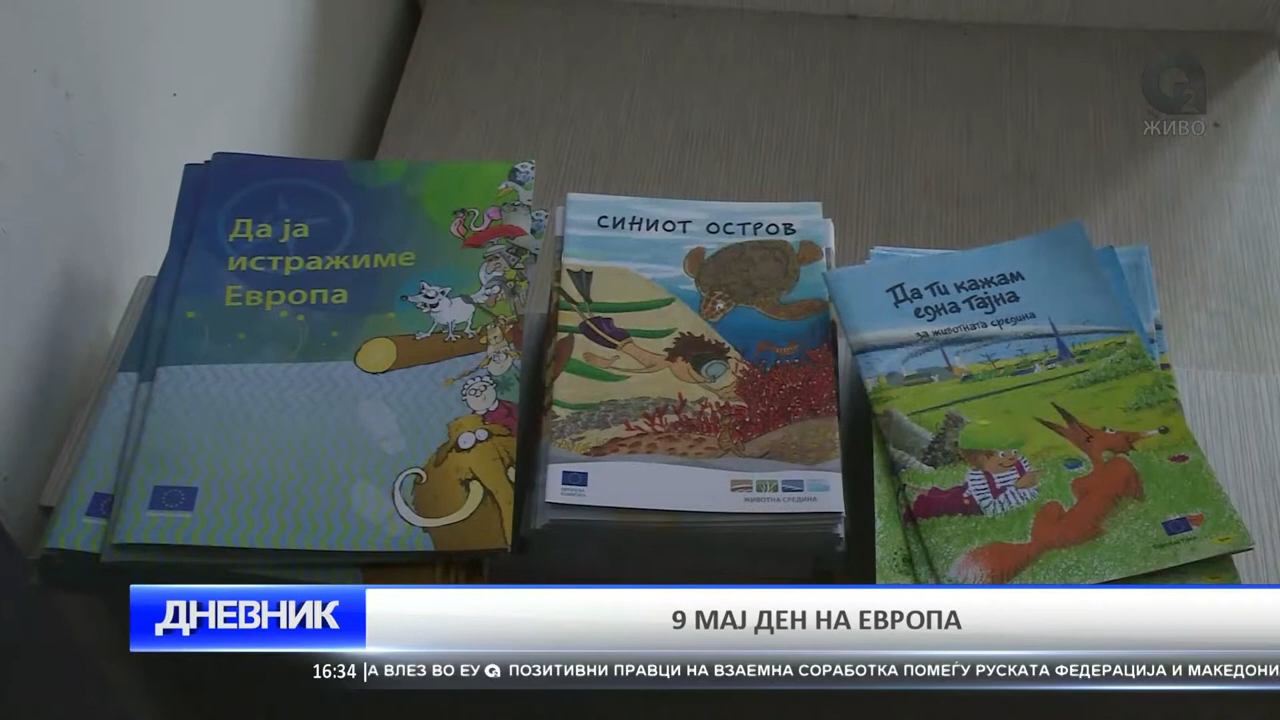 ЖИВО
Да ја
истражиме
Европа
СИНИОТ ОСТРОВ
ЖИВОТНА СРЕДИНА
Да ти кажам
една тајна
за животната средина
ДНЕВНИК
9 МАЈ ДЕН НА ЕВРОПА
16:34
А ВЛЕЗ ВО ЕУ ПОЗИТИВНИ ПРАВЦИ НА ВЗАЕМНА СОРАБОТКА ПОМЕЃУ РУСКАТА ФЕДЕРАЦИЈА И МАКЕДОНИ